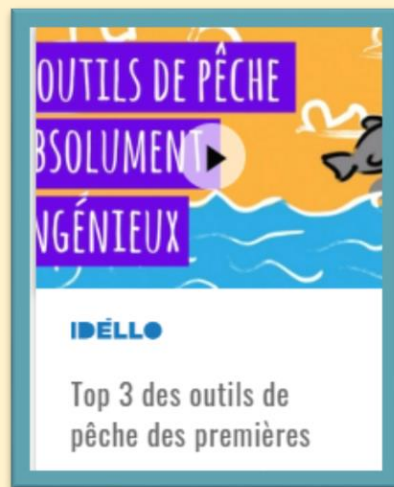 OUTILS DE PÊCHE
BSOLUMENT
NGÉNIEUX
IDÉLLO
Top 3 des outils de
pêche des premières